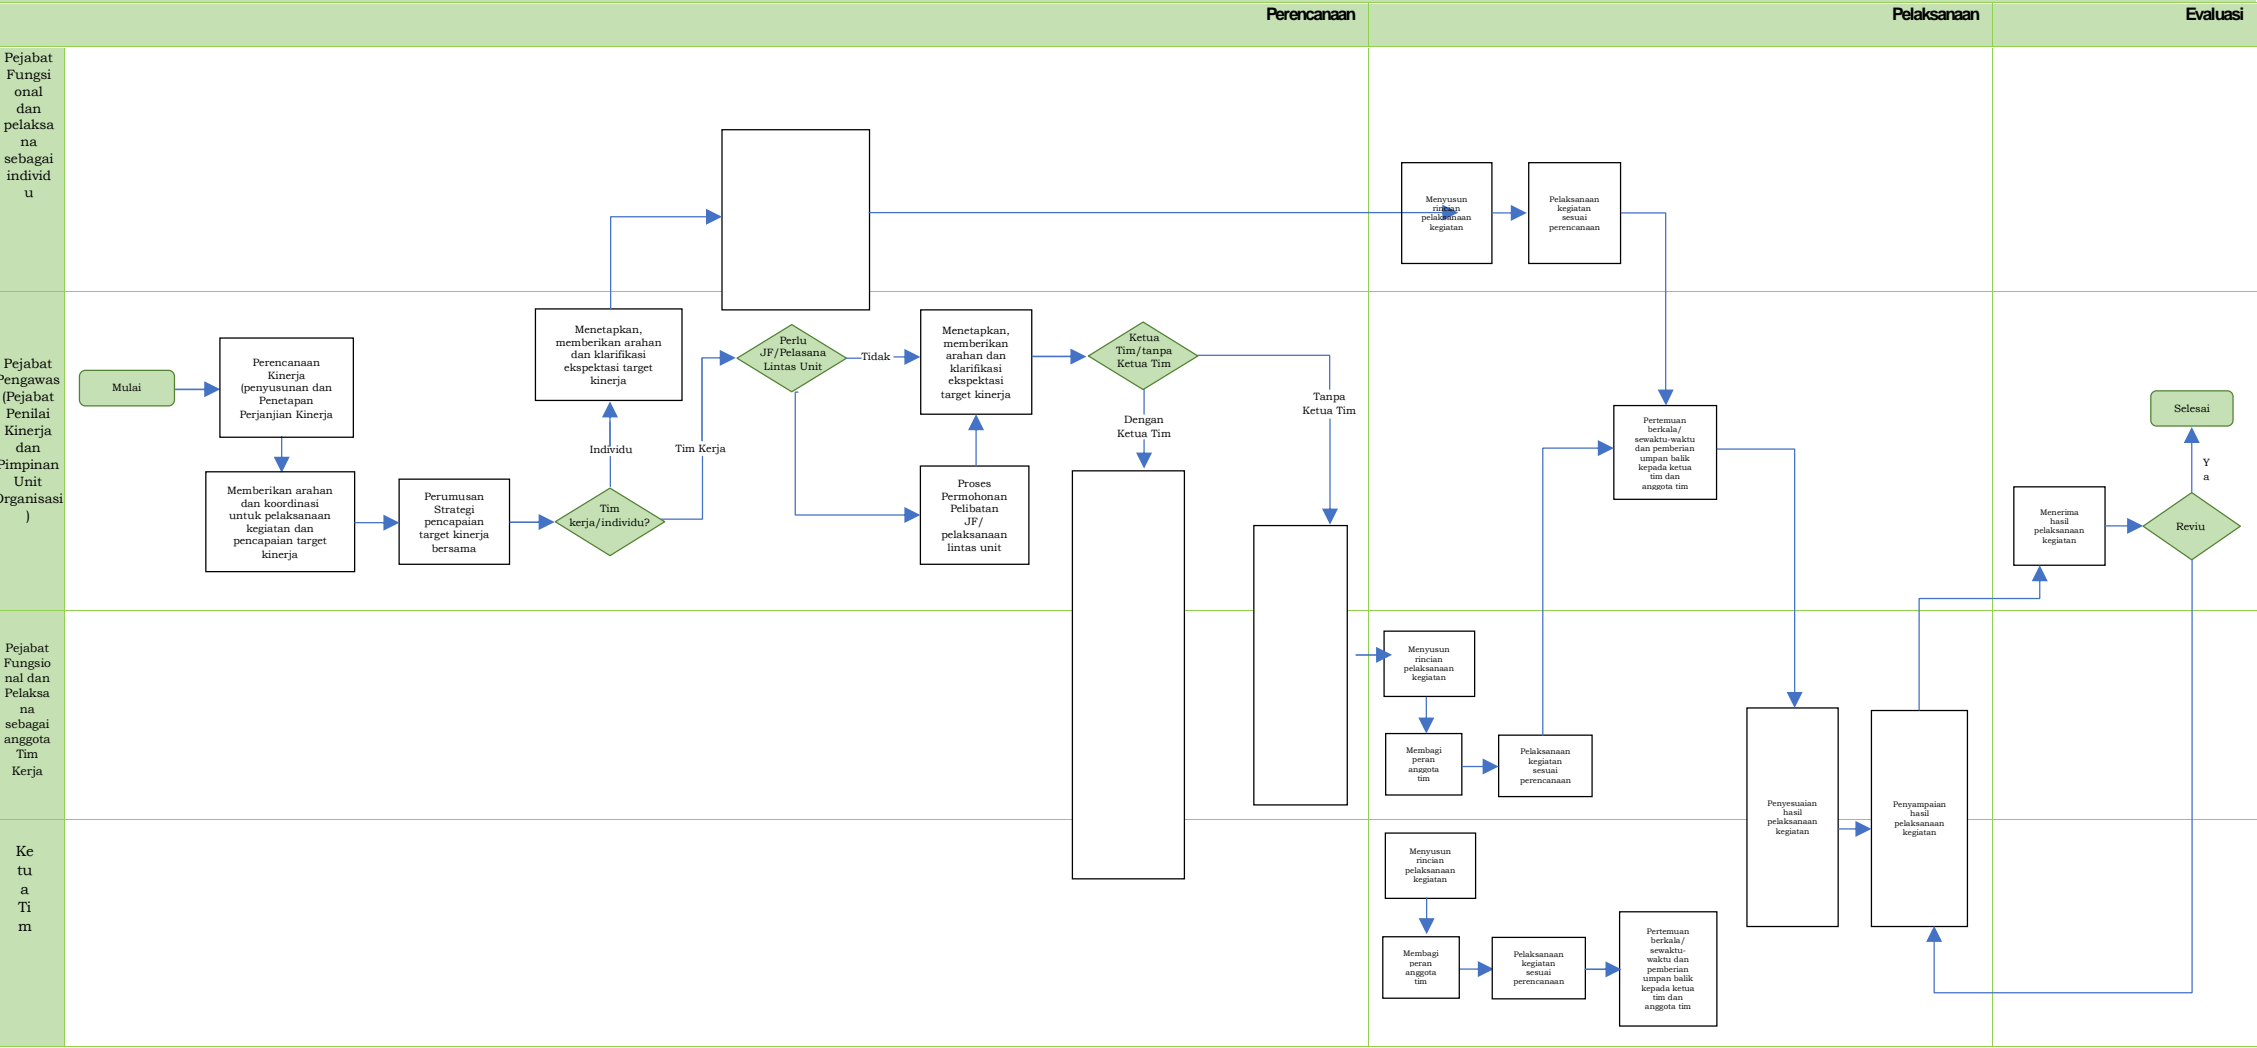 Perencanaan
Pelaksanaan
Evaluasi
Pejabat
Fungsi
onal
dan
pelaksa
na
sebagai
individ
u
Menyusun
rincian
pelaksanaan
kegiatan
Pelaksanaan
kegiatan
sesuai
perencanaan
Pejabat
Pengawas
(Pejabat
Penilai
Kinerja
dan
Pimpinan
Unit
Organisasi
)
Mulai
Perencanaan
Kinerja
(penyusunan dan
Penetapan
Perjanjian Kinerja
Memberikan arahan
dan koordinasi
untuk pelaksanaan
kegiatan dan
pencapaian target
kinerja
Perumusan
Strategi
pencapaian
target kinerja
bersama
Tim
kerja/individu?
Individu
Menetapkan,
memberikan arahan
dan klarifikasi
ekspektasi target
kinerja
Tim Kerja
Perlu
JF/Pelasana
Lintas Unit
Tidak
Menetapkan,
memberikan
arahan dan
klarifikasi
ekspektasi
target kinerja
Proses
Permohonan
Pelibatan
JF/
pelaksanaan
lintas unit
Ketua
Tim/tanpa
Ketua Tim
Dengan
Ketua Tim
Tanpa
Ketua Tim
Pertemuan
berkala/
sewaktu-waktu
dan pemberian
umpan balik
kepada ketua
tim dan
anggota tim
Menerima
hasil
pelaksanaan
kegiatan
Reviu
Y
a
Selesai
Pejabat
Fungsio
nal dan
Pelaksa
na
sebagai
anggota
Tim
Kerja
Menyusun
rincian
pelaksanaan
kegiatan
Membagi
peran
anggota
tim
Pelaksanaan
kegiatan
sesuai
perencanaan
Penyesuaian
hasil
pelaksanaan
kegiatan
Penyampaian
hasil
pelaksanaan
kegiatan
Ke
tu
a
Ti
m
Menyusun
rincian
pelaksanaan
kegiatan
Membagi
peran
anggota
tim
Pelaksanaan
kegiatan
sesuai
perencanaan
Pertemuan
berkala/
sewaktu-
waktu dan
pemberian
umpan balik
kepada ketua
tim dan
anggota tim